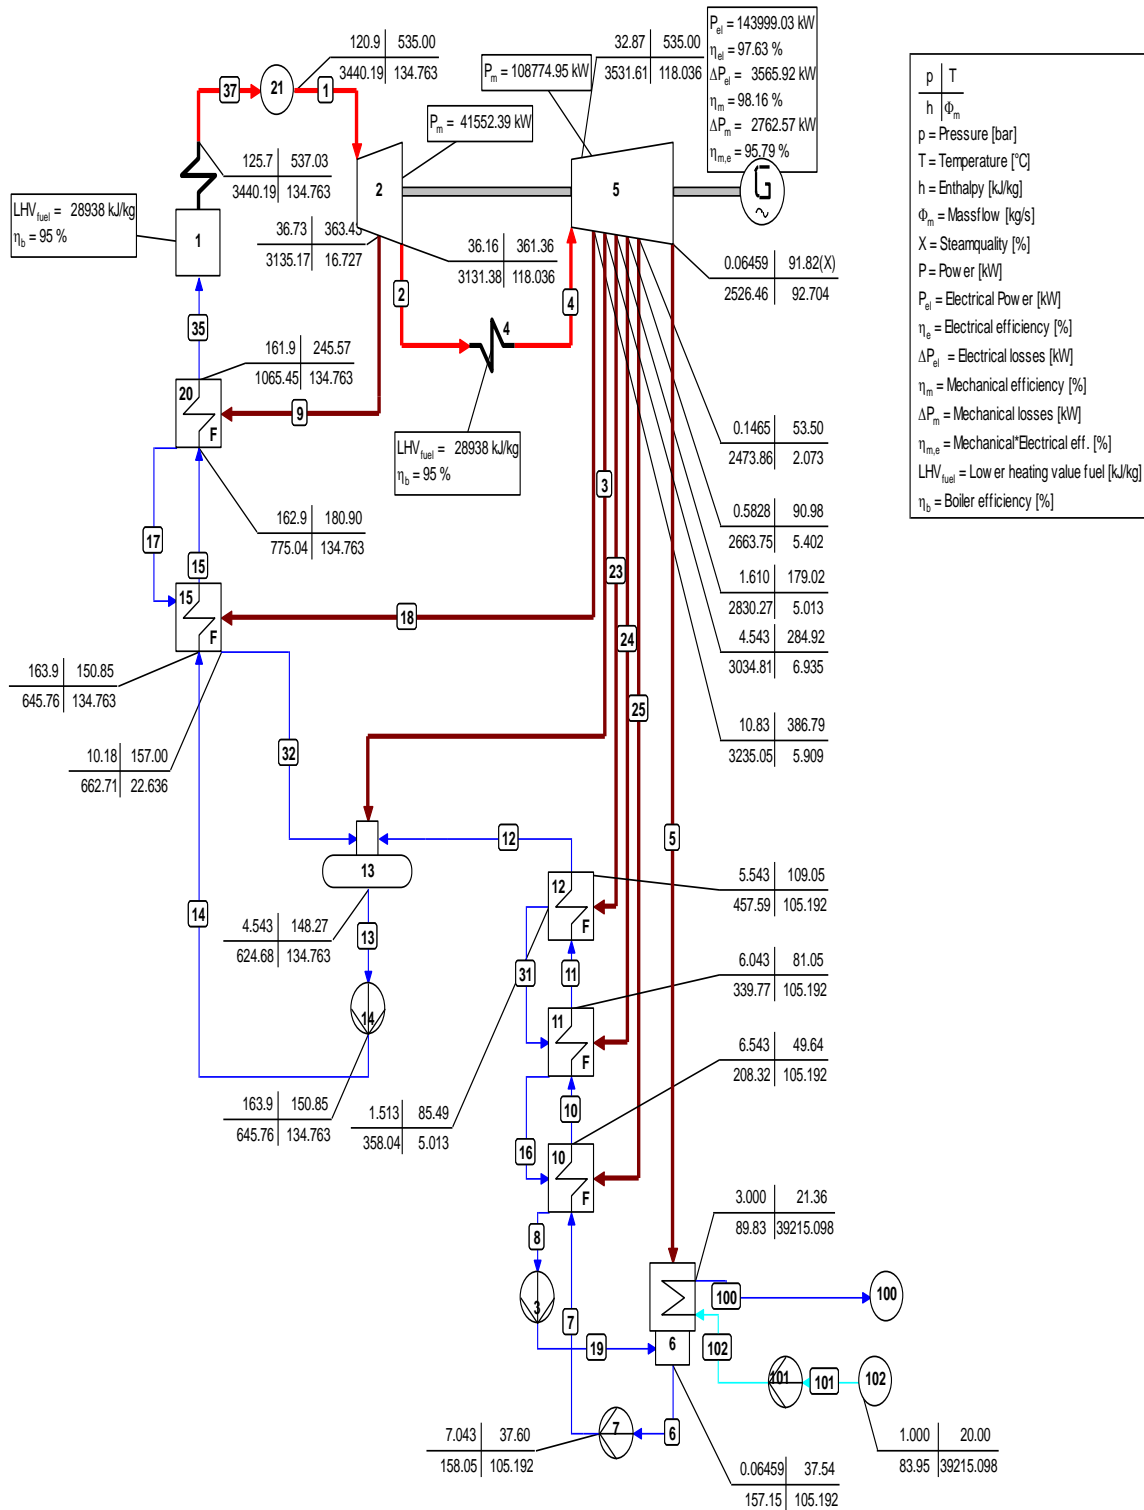 120.9 535.00
3440.19 134.763
32.87 535.00
3531.61 118.036
P_el = 143999.03 kW
η_el = 97.63 %
ΔP_el = 3565.92 kW
η_m = 98.16 %
ΔP_m = 2762.57 kW
η_m,e = 95.79 %
p T
h Φ_m
p = Pressure [bar]
T = Temperature [°C]
h = Enthalpy [kJ/kg]
Φ_m = Massflow [kg/s]
X = Steamquality [%]
P = Power [kW]
P_el = Electrical Power [kW]
η_e = Electrical efficiency [%]
ΔP_el = Electrical losses [kW]
η_m = Mechanical efficiency [%]
ΔP_m = Mechanical losses [kW]
η_m,e = Mechanical*Electrical eff. [%]
LHV_fuel = Lower heating value fuel [kJ/kg]
η_b = Boiler efficiency [%]
P_m = 108774.95 kW
37
21
1
P_m = 41552.39 kW
125.7 537.03
3440.19 134.763
2
5
G
~
LHV_fuel = 28938 kJ/kg
η_b = 95 %
1
36.73 363.43
3135.17 16.727
36.16 361.36
3131.38 118.036
0.06459 91.82(X)
2526.46 92.704
2
4
4
35
161.9 245.57
1065.45 134.763
20
F
9
LHV_fuel = 28938 kJ/kg
η_b = 95 %
0.1465 53.50
2473.86 2.073
3
162.9 180.90
775.04 134.763
0.5828 90.98
2663.75 5.402
17
15
23
1.610 179.02
2830.27 5.013
15
F
18
24
4.543 284.92
3034.81 6.935
163.9 150.85
645.76 134.763
25
10.83 386.79
3235.05 5.909
10.18 157.00
662.71 22.636
32
12
5
13
12
F
5.543 109.05
457.59 105.192
14
4.543 148.27
624.68 134.763
13
31
11
6.043 81.05
339.77 105.192
14
11
F
6.543 49.64
208.32 105.192
163.9 150.85
645.76 134.763
1.513 85.49
358.04 5.013
10
16
10
F
3.000 21.36
89.83 39215.098
8
3
7
100
100
19
6
102
101
101
102
7.043 37.60
158.05 105.192
7
6
0.06459 37.54
157.15 105.192
1.000 20.00
83.95 39215.098